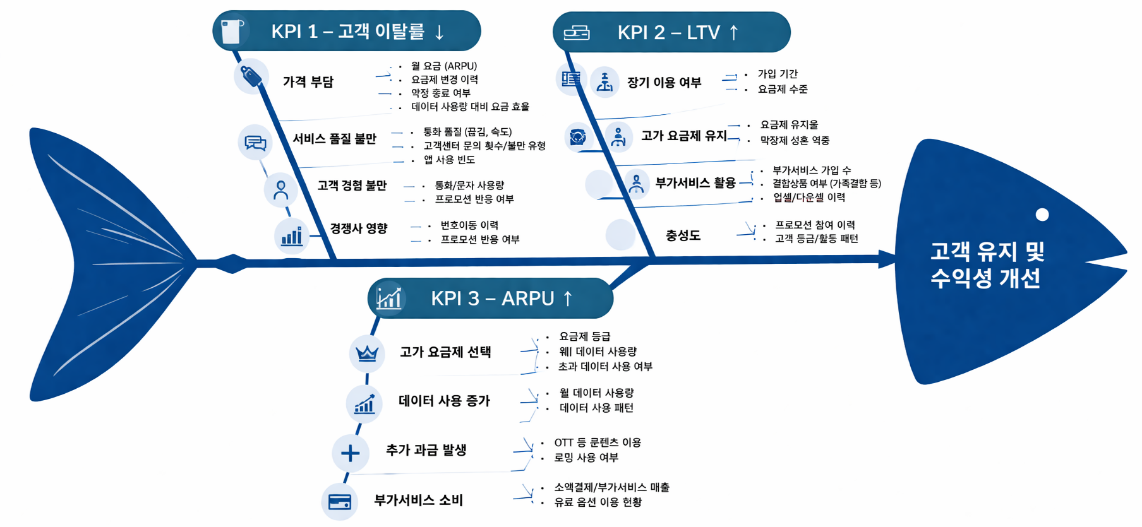 KPI 1 – 고객 이탈률 ↓
가격 부담
• 월 요금 (ARPU)
• 요금제 변경 이력
• 약정 종료 여부
• 데이터 사용량 대비 요금 효율
서비스 품질 불만
• 통화 품질 (끊김, 속도)
• 고객센터 문의 횟수/불만 유형
• 앱 사용 빈도
고객 경험 불만
• 통화/문자 사용량
• 프로모션 반응 여부
경쟁사 영향
• 번호이동 이력
• 프로모션 반응 여부
KPI 2 – LTV ↑
장기 이용 여부
• 가입 기간
• 요금제 수준
고가 요금제 유지
• 요금제 유지율
• 막장제 성혼 역중
부가서비스 활용
• 부가서비스 가입 수
• 결합상품 여부 (가족결합 등)
• 업셀/다운셀 이력
충성도
• 프로모션 참여 이력
• 고객 등급/활동 패턴
고객 유지 및
수익성 개선
KPI 3 – ARPU ↑
고가 요금제 선택
• 요금제 등급
• 데이터 사용량
• 초과 데이터 사용 여부
데이터 사용 증가
• 월 데이터 사용량
• 데이터 사용 패턴
추가 과금 발생
• OTT 등 문텐츠 이용
• 로밍 사용 여부
부가서비스 소비
• 소액결제/부가서비스 매출
• 유료 옵션 이용 현황